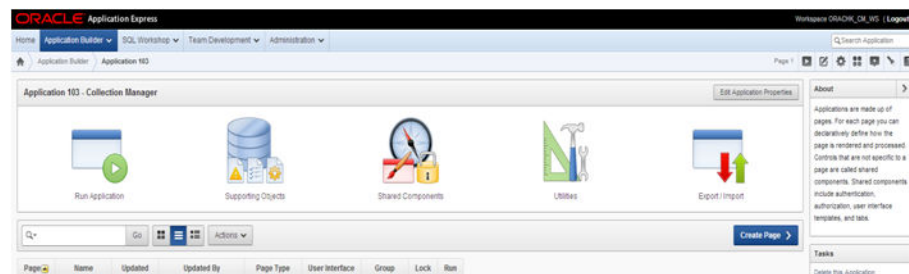 ORACLE Application Express
Workspace ORACHK_CM_WS | Logout
Home Application Builder SQL Workshop Team Development Administration
Search Application
Application Builder Application 103
Page 1
Application 103 - Collection Manager
Edit Application Properties
Run Application
Supporting Objects
Shared Components
Utilities
Export / Import
Go
Actions
Create Page
Page Name Updated Updated By Page Type User Interface Group Lock Run
About
Applications are made up of
pages. For each page you can
declaratively define how the
page is rendered and processed.
Controls that are not specific to a
page are called shared
components. Shared components
include authentication,
authorization, user interface
templates, and tabs.
Tasks
Delete this Application